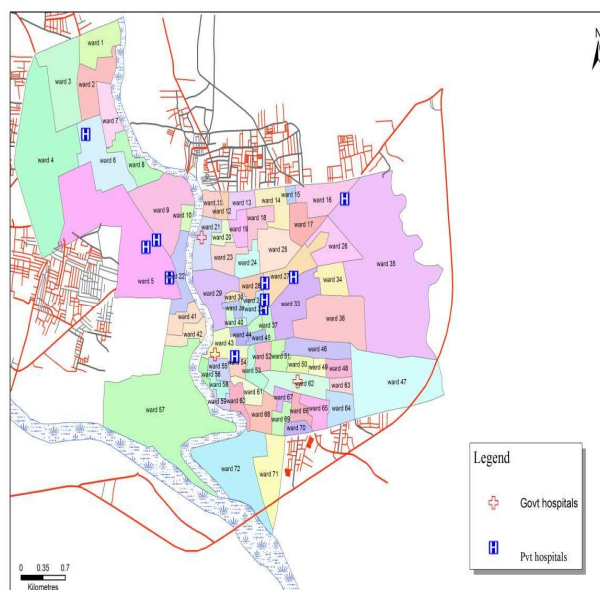 N
ward 1
ward 3
ward 2
ward 7
ward 4
ward 6
ward 8
ward 9
ward 10
ward 12
ward 13
ward 14
ward 15
ward 16
ward 18
ward 17
ward 21
ward 20
ward 19
ward 23
ward 24
ward 25
ward 26
ward 35
ward 5
ward 29
ward 28
ward 27
ward 34
ward 33
ward 36
ward 41
ward 42
ward 40
ward 37
ward 44
ward 45
ward 43
ward 46
ward 52
ward 51
ward 50
ward 49
ward 48
ward 47
ward 55
ward 54
ward 53
ward 56
ward 58
ward 62
ward 63
ward 57
ward 59
ward 60
ward 61
ward 67
ward 66
ward 65
ward 64
ward 68
ward 69
ward 70
ward 72
ward 71
Legend
Govt hospitals
Pvt hospitals
0 0.35 0.7
Kilometres